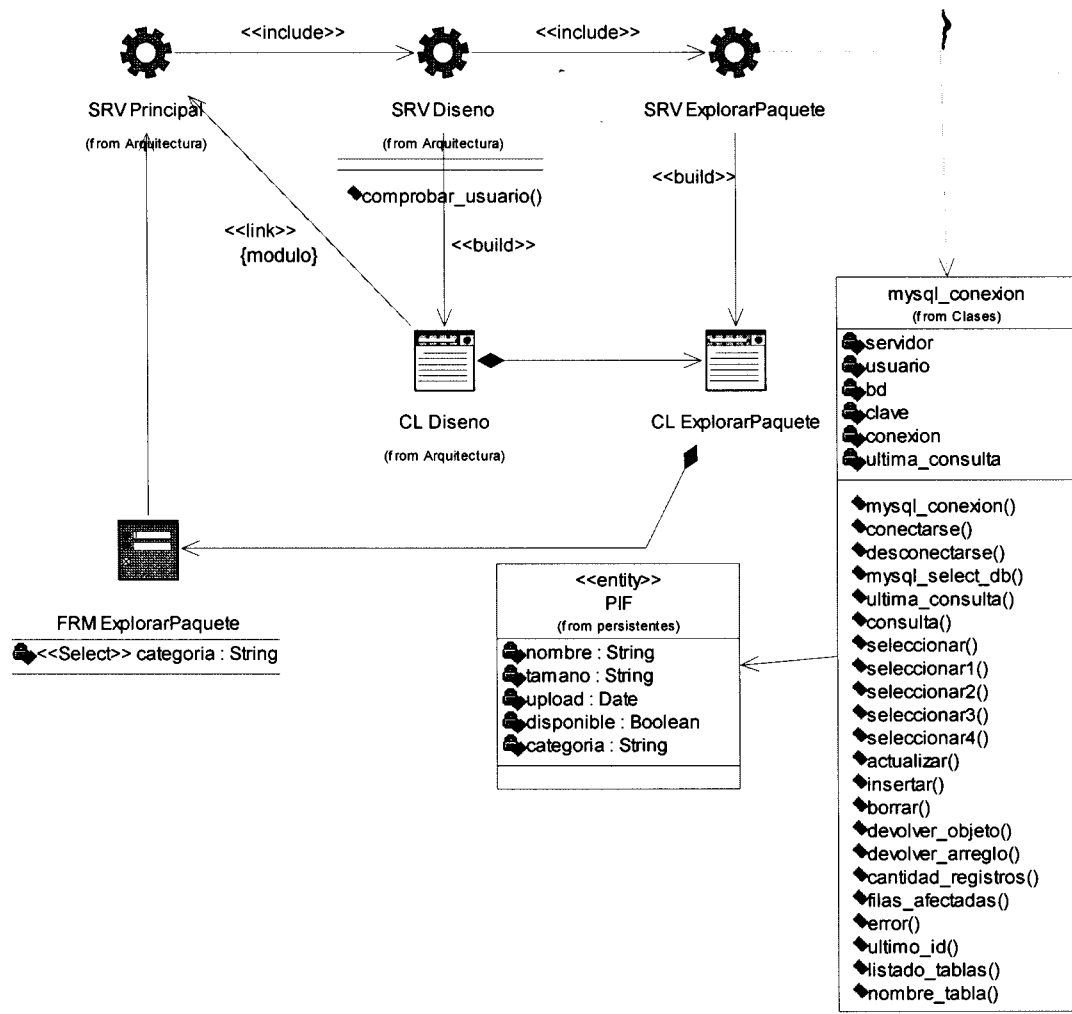 <<include>>
<<include>>
SRV Principal
(from Arquitectura)
SRV Diseno
(from Arquitectura)
comprobar_usuario()
SRV ExplorarPaquete
<<build>>
<<link>>
{modulo}
<<build>>
CL Diseno
(from Arquitectura)
CL ExplorarPaquete
FRM ExplorarPaquete
<<Select>> categoria : String
<<entity>>
PIF
(from persistentes)
nombre : String
tamano : String
upload : Date
disponible : Boolean
categoria : String
mysql_conexion
(from Clases)
servidor
usuario
bd
clave
conexion
ultima_consulta
mysql_conexion()
conectarse()
desconectarse()
mysql_select_db()
ultima_consulta()
consulta()
seleccionar()
seleccionar1()
seleccionar2()
seleccionar3()
seleccionar4()
actualizar()
insertar()
borrar()
devolver_objeto()
devolver_arreglo()
cantidad_registros()
filas_afectadas()
error()
ultimo_id()
listado_tablas()
nombre_tabla()